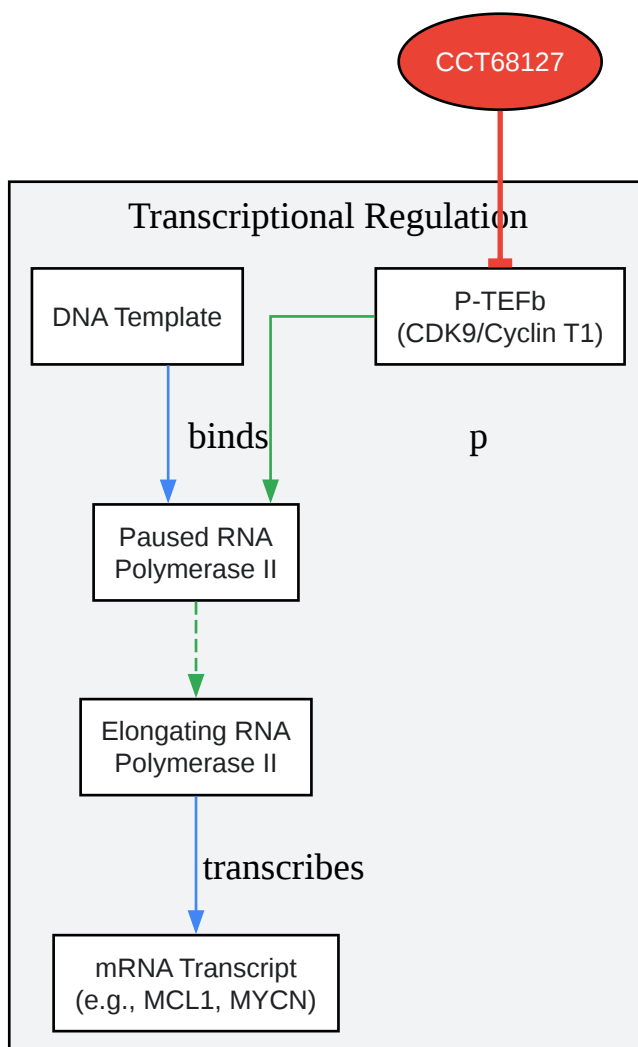 CCT68127
Transcriptional Regulation
DNA Template
P-TEFb
(CDK9/Cyclin T1)
binds
p
Paused RNA
Polymerase II
Elongating RNA
Polymerase II
transcribes
mRNA Transcript
(e.g., MCL1, MYCN)